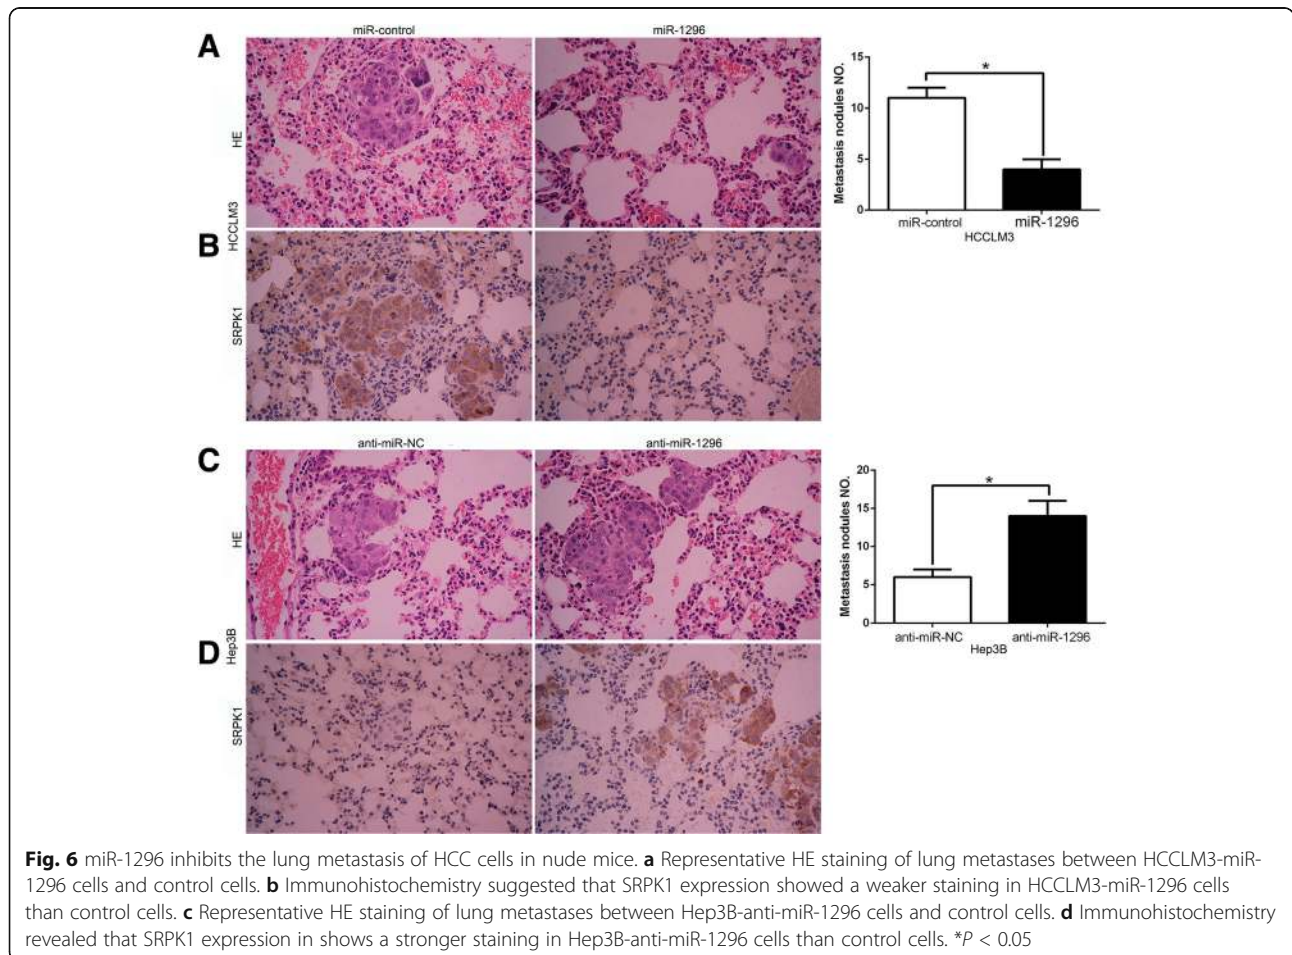 A
miR-control
miR-1296
HE
HCCLM3
B
SRPK1
Metastasis nodules NO.
15
10
5
0
*
miR-control
miR-1296
HCCLM3
C
anti-miR-NC
anti-miR-1296
HE
Hep3B
D
SRPK1
Metastasis nodules NO.
20
15
10
5
0
*
anti-miR-NC
anti-miR-1296
Hep3B
Fig. 6 miR-1296 inhibits the lung metastasis of HCC cells in nude mice. a Representative HE staining of lung metastases between HCCLM3-miR-
1296 cells and control cells. b Immunohistochemistry suggested that SRPK1 expression showed a weaker staining in HCCLM3-miR-1296 cells
than control cells. c Representative HE staining of lung metastases between Hep3B-anti-miR-1296 cells and control cells. d Immunohistochemistry
revealed that SRPK1 expression in shows a stronger staining in Hep3B-anti-miR-1296 cells than control cells. *P < 0.05